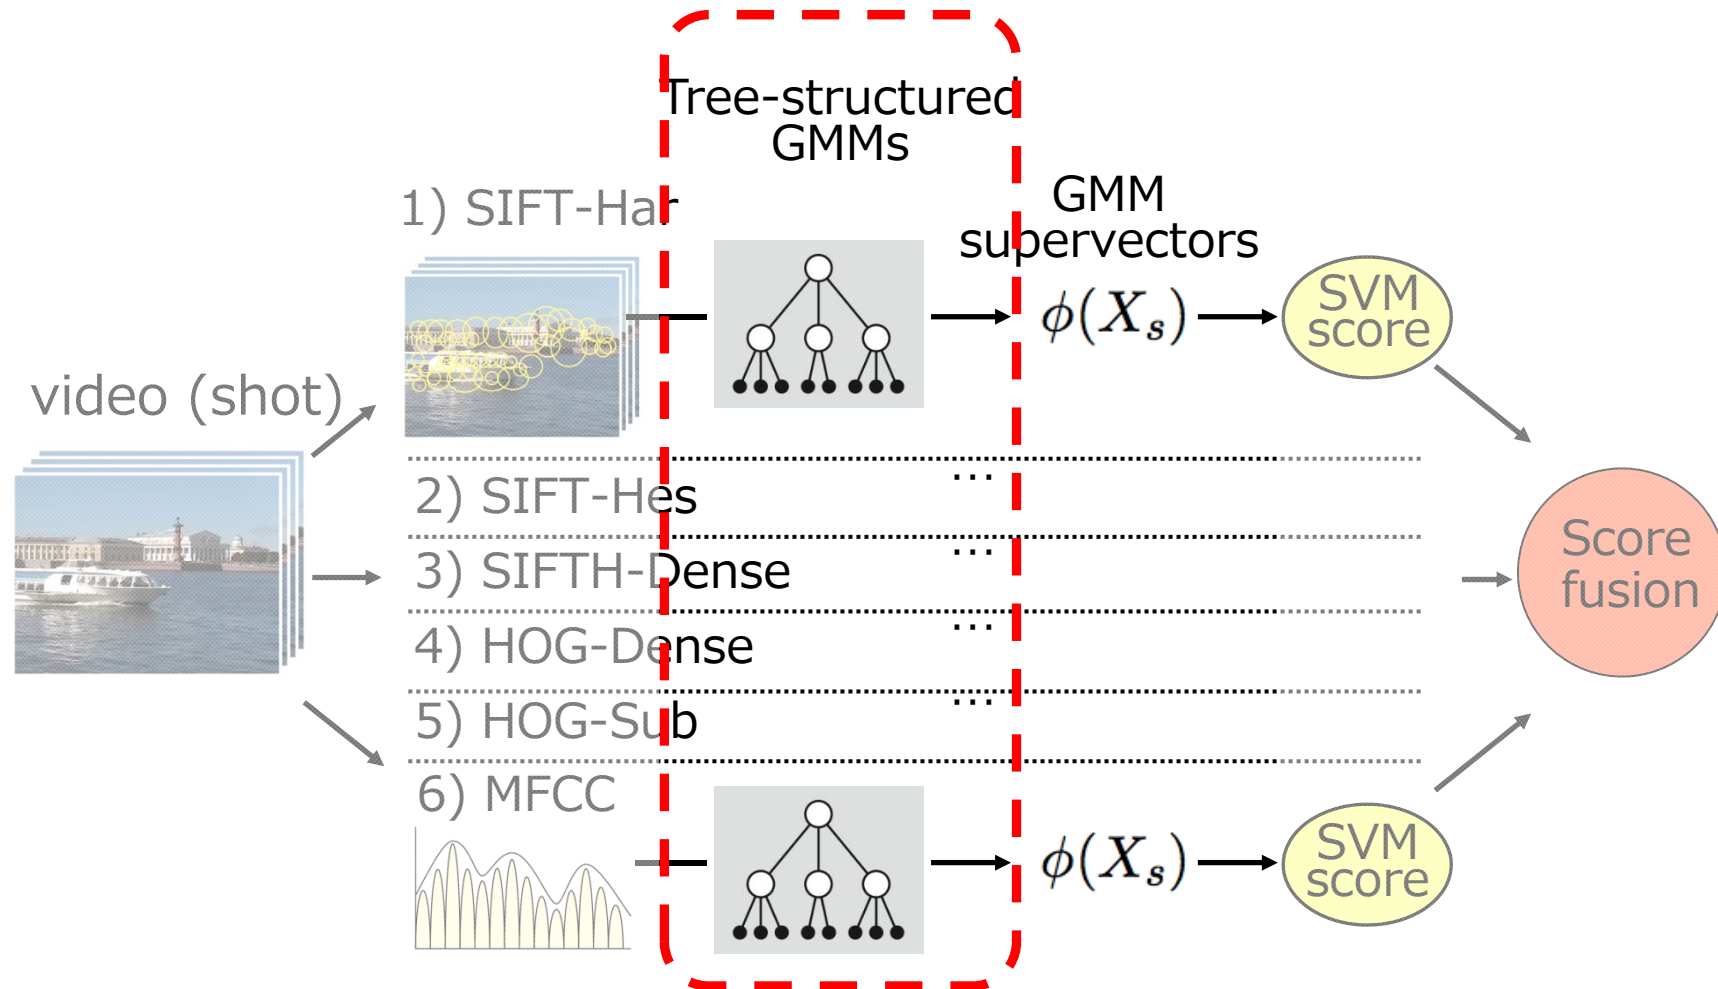 Tree-structured
GMMs
1) SIFT-Har
GMM
supervectors
ϕ(Xₛ)
SVM
score
video (shot)
...
2) SIFT-Hes
...
3) SIFTH-Dense
...
4) HOG-Dense
...
5) HOG-Sub
Score
fusion
6) MFCC
ϕ(Xₛ)
SVM
score